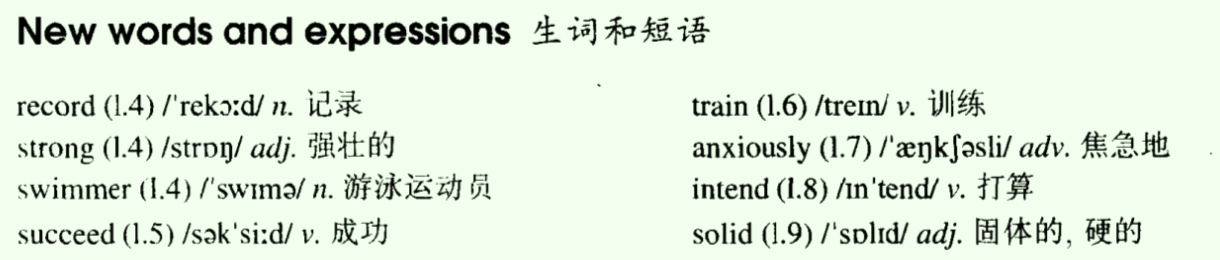 New words and expressions 生词和短语
record (l.4) /ˈrekɔːd/ n. 记录
strong (l.4) /strɒŋ/ adj. 强壮的
swimmer (l.4) /ˈswɪmə/ n. 游泳运动员
succeed (l.5) /səkˈsiːd/ v. 成功
train (l.6) /treɪn/ v. 训练
anxiously (l.7) /ˈæŋkʃəsli/ adv. 焦急地
intend (l.8) /ɪnˈtend/ v. 打算
solid (l.9) /ˈsɒlɪd/ adj. 固体的, 硬的